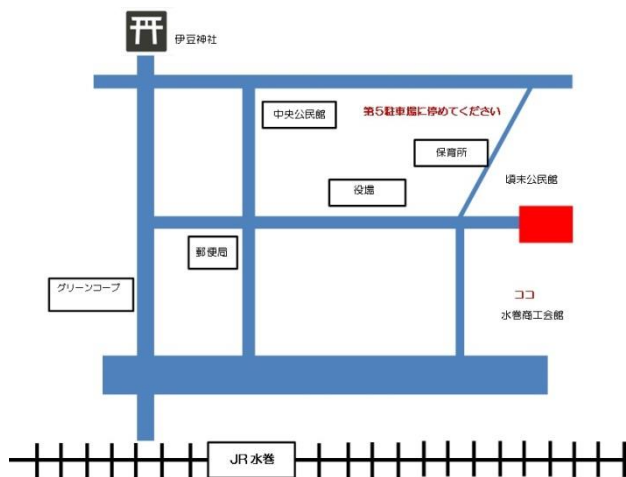 伊豆神社
中央公民館
第5駐車場に停めてください
保育所
頃末公民館
役場
郵便局
グリーンコープ
ココ
水巻商工会館
JR水巻